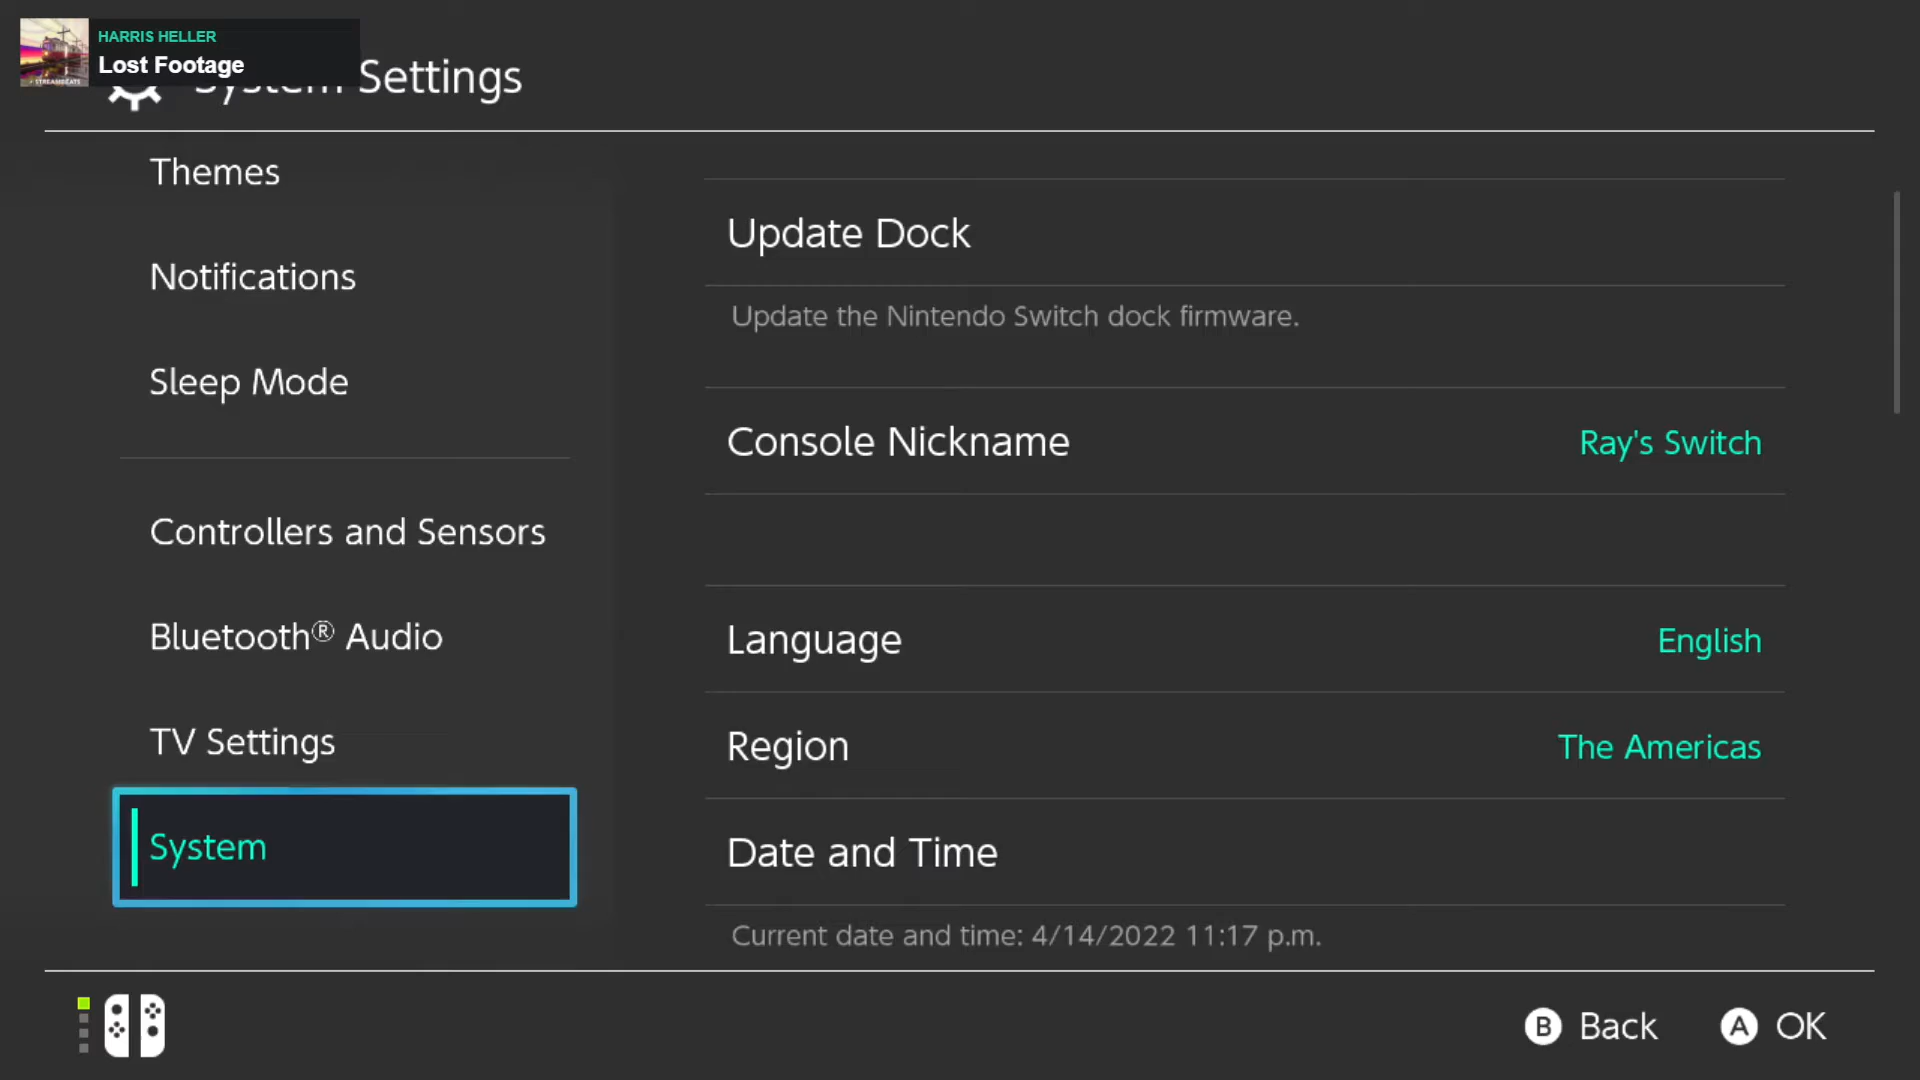 HARRIS HELLER
Lost Footage
STREAMBEATS
System Settings
Themes
Notifications
Sleep Mode
Controllers and Sensors
Bluetooth® Audio
TV Settings
System
Update Dock
Update the Nintendo Switch dock firmware.
Console Nickname
Ray's Switch
Language
English
Region
The Americas
Date and Time
Current date and time: 4/14/2022 11:17 p.m.
B Back
A OK